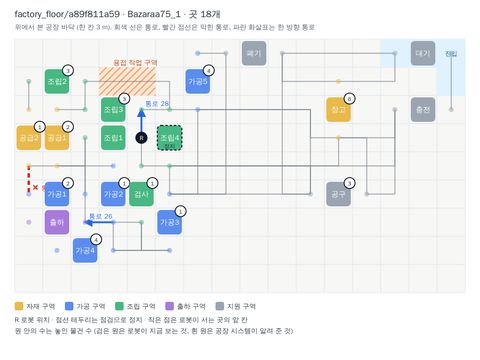 factory_floor/a89f811a59 · Bazaraa75_1 · 곳 18개
위에서 본 공장 바닥 (한 칸 3 m). 회색 선은 통로, 빨간 점선은 막힌 통로, 파란 화살표는 한 방향 통로
폐기
대기
진입
용접 작업 구역
조립2
3
가공5
4
조립3
3
통로 28
창고
6
충전
공급2
1
공급1
2
조립1
R
조립4
가공1
2
가공2
1
검사
1
공구
3
출하
통로 26
가공3
1
가공4
4
자재 구역
가공 구역
조립 구역
출하 구역
지원 구역
R 로봇 위치 · 점선 테두리는 점검으로 정지 · 작은 점은 로봇이 서는 곳의 앞 칸
원 안의 수는 놓인 물건 수 (검은 원은 로봇이 지금 보는 것, 흰 원은 공장 시스템이 알려 준 것)